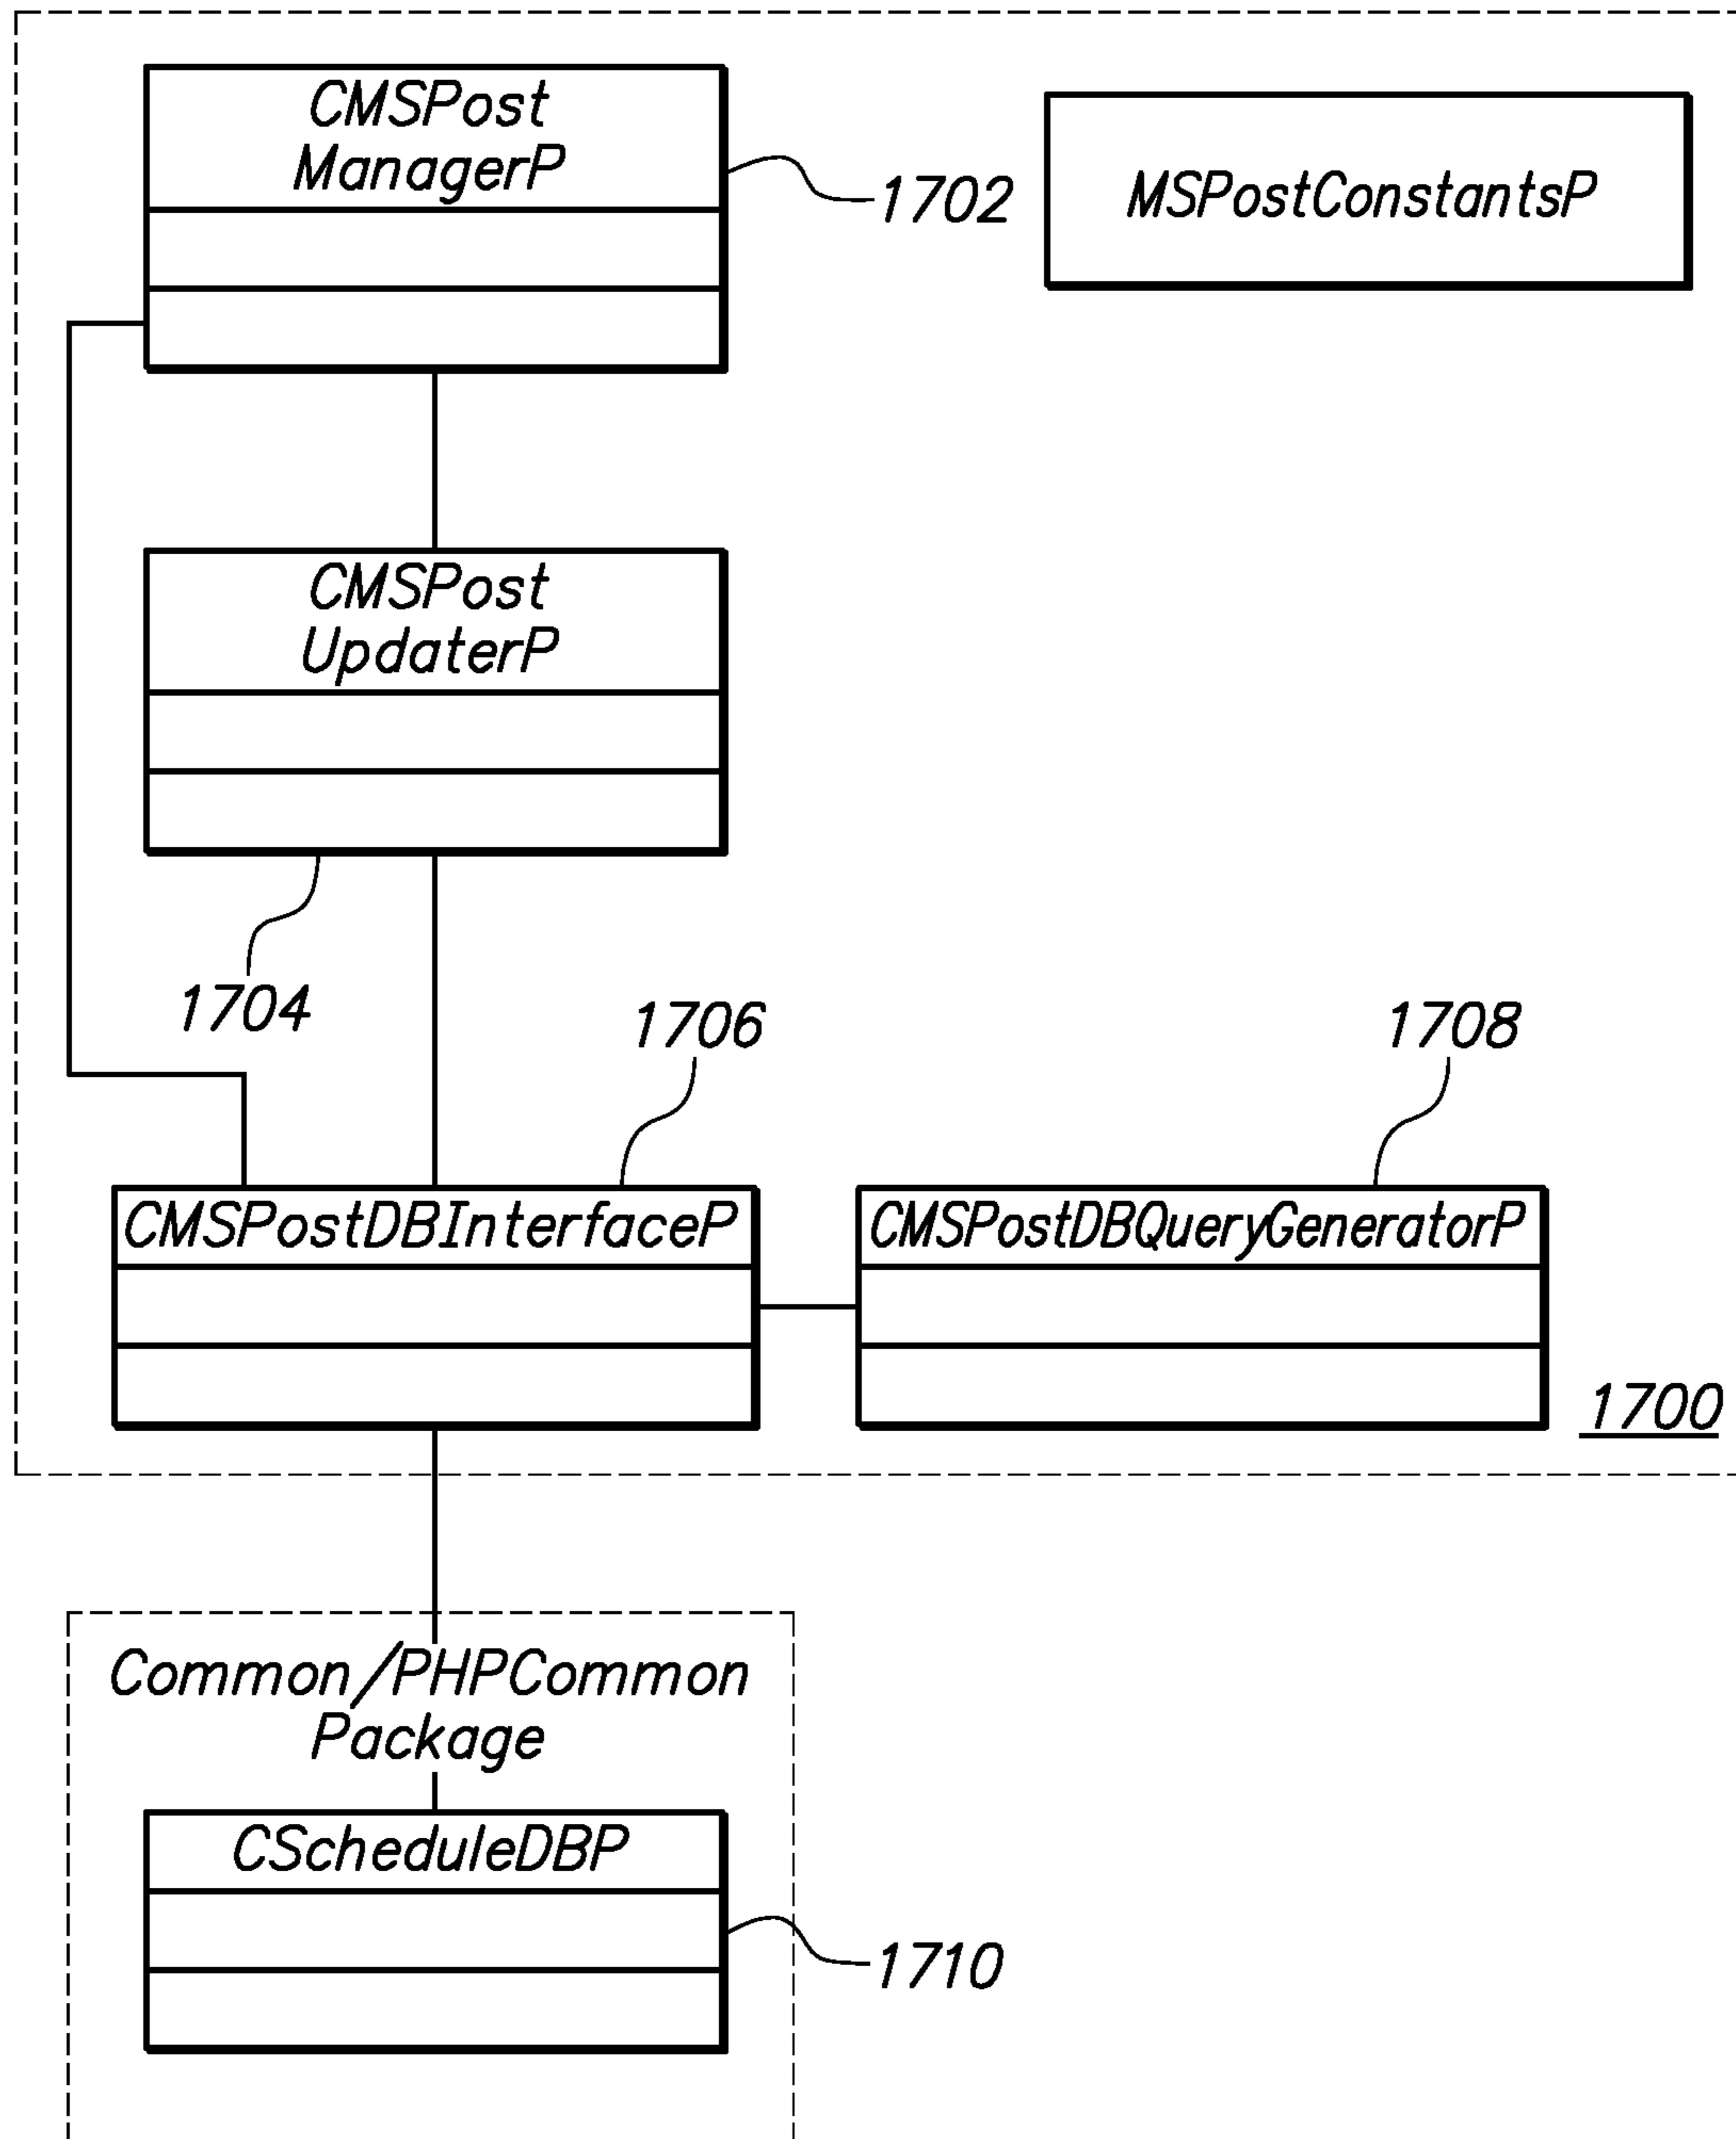 CMSPost
ManagerP
1702
MSPostConstantsP
CMSPost
UpdaterP
1704
1706
1708
CMSPostDBInterfaceP
CMSPostDBQueryGeneratorP
1700
Common/PHPCommon
Package
CScheduleDBP
1710